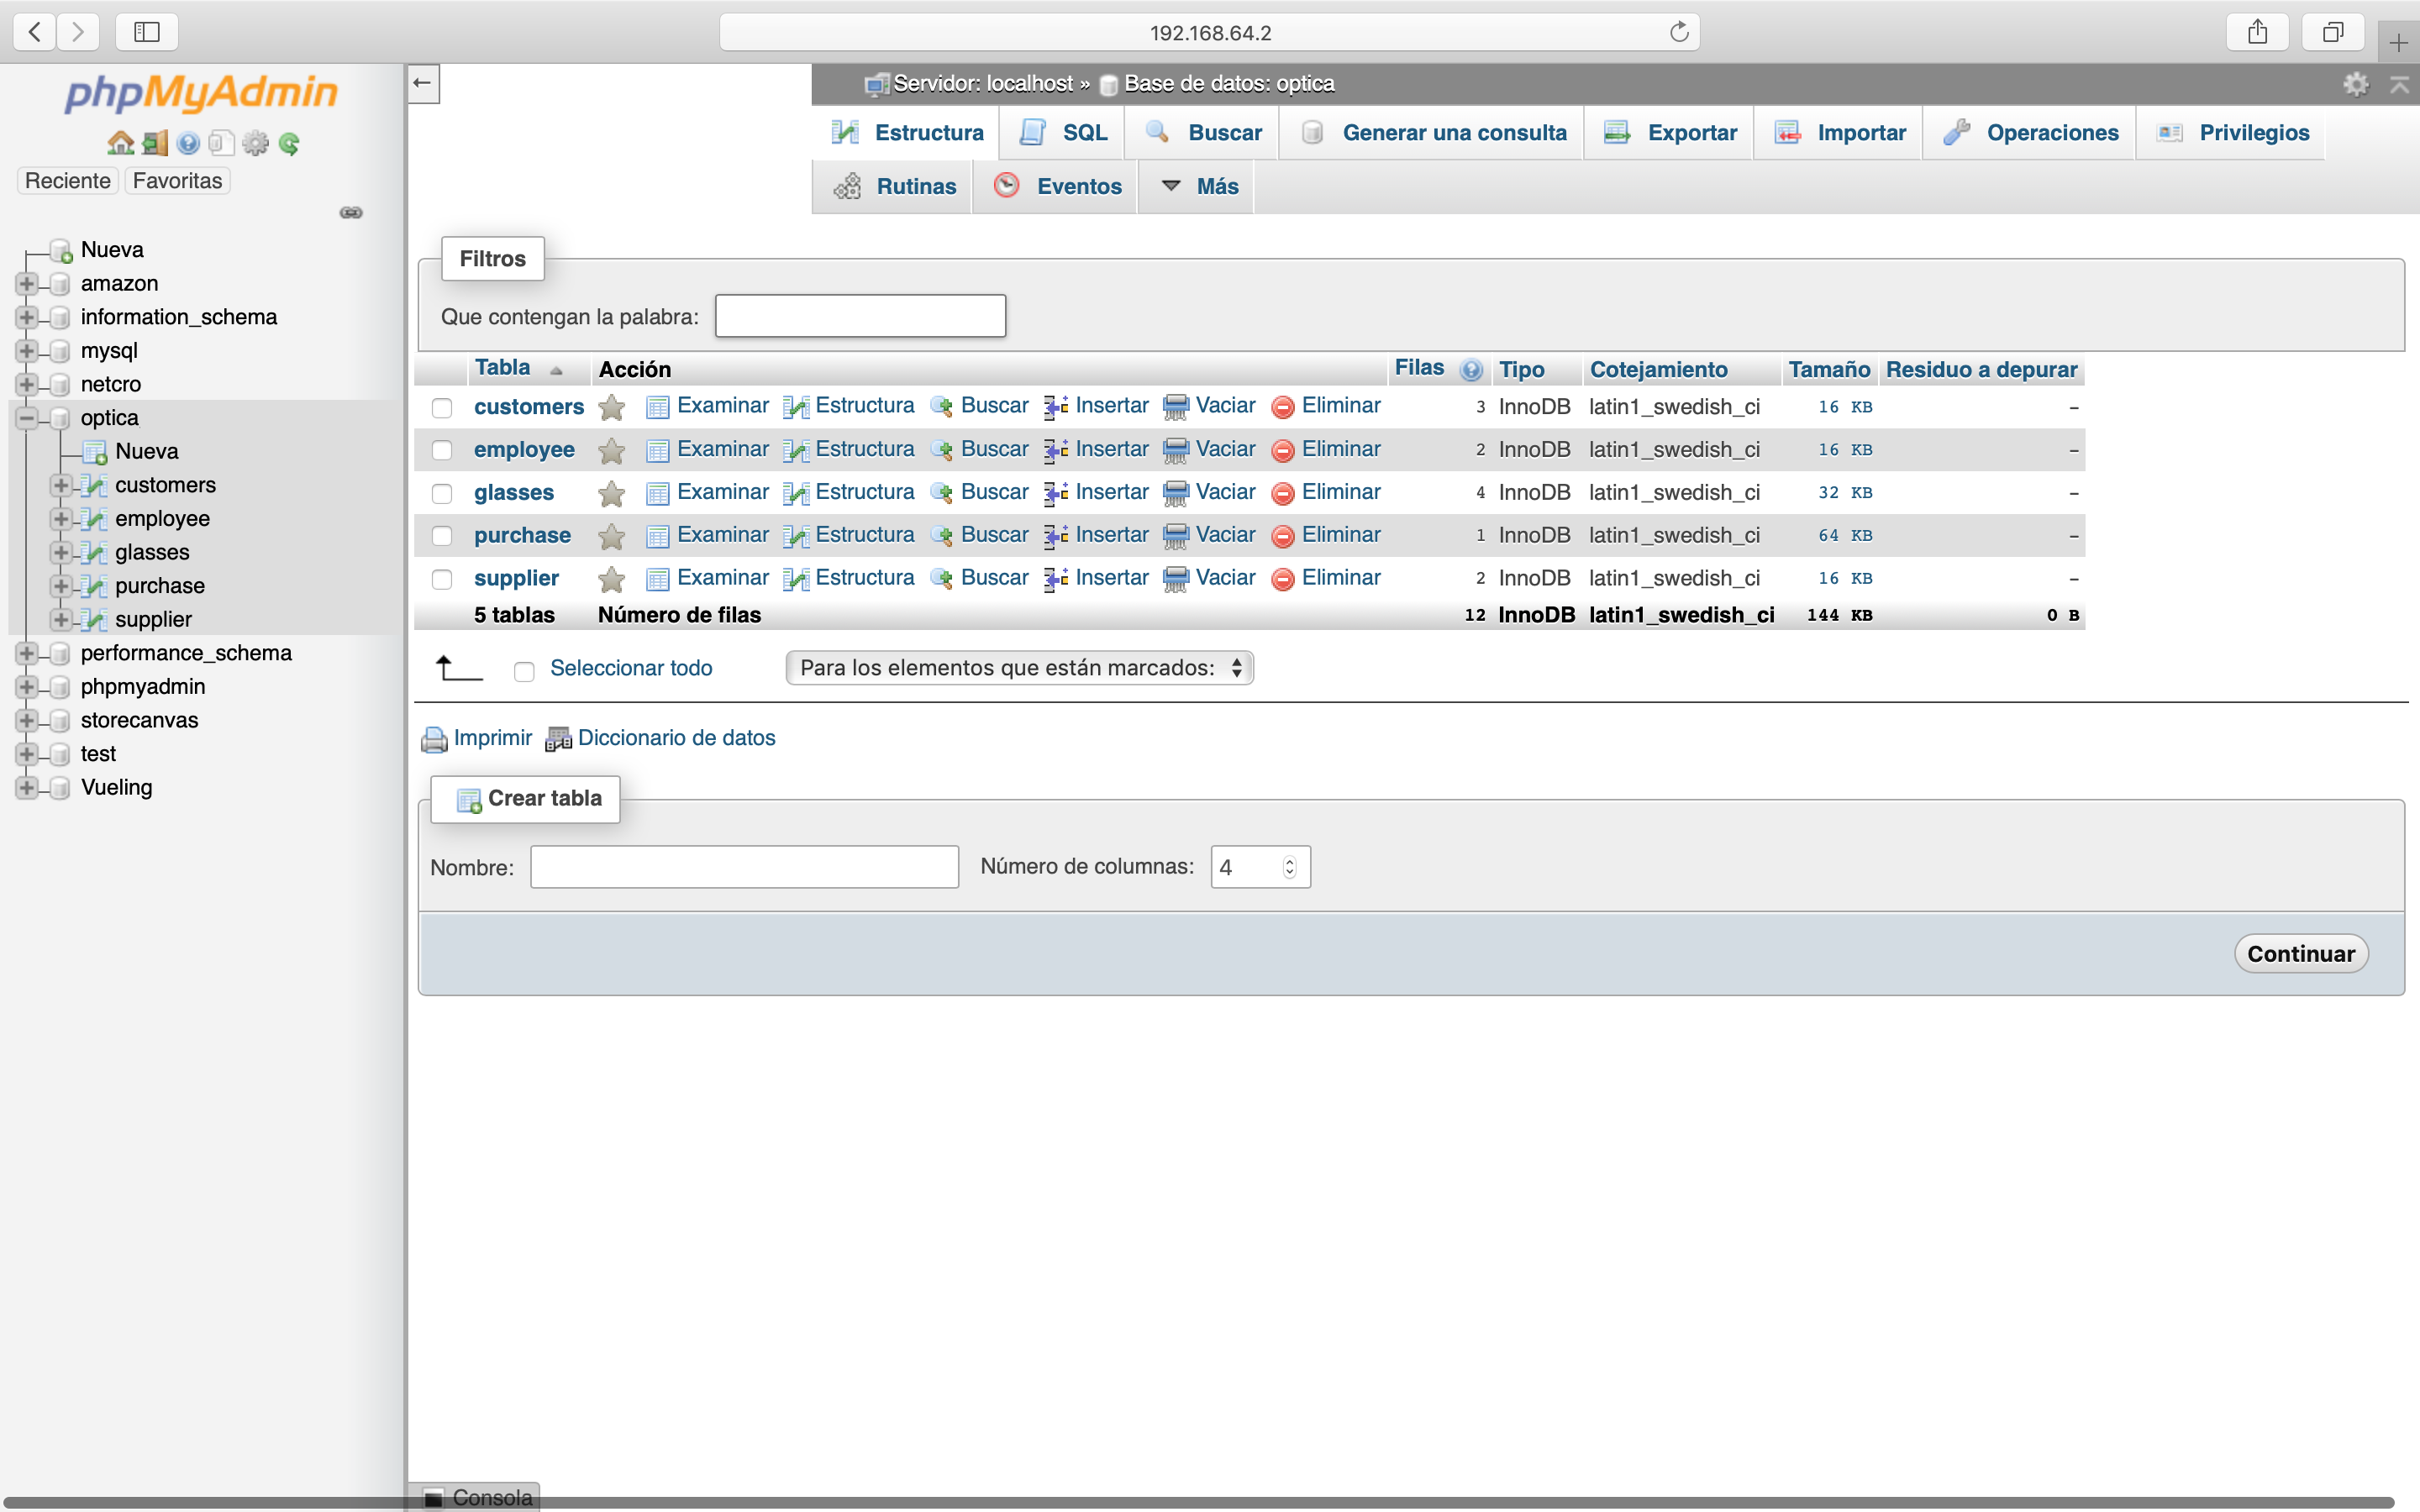 192.168.64.2
phpMyAdmin
Reciente Favoritas
Nueva
amazon
information_schema
mysql
netcro
optica
Nueva
customers
employee
glasses
purchase
supplier
performance_schema
phpmyadmin
storecanvas
test
Vueling
Servidor: localhost » Base de datos: optica
Estructura SQL Buscar Generar una consulta Exportar Importar Operaciones Privilegios
Rutinas Eventos Más
Filtros
Que contengan la palabra:
Tabla Acción Filas Tipo Cotejamiento Tamaño Residuo a depurar
customers Examinar Estructura Buscar Insertar Vaciar Eliminar 3 InnoDB latin1_swedish_ci 16 KB –
employee Examinar Estructura Buscar Insertar Vaciar Eliminar 2 InnoDB latin1_swedish_ci 16 KB –
glasses Examinar Estructura Buscar Insertar Vaciar Eliminar 4 InnoDB latin1_swedish_ci 32 KB –
purchase Examinar Estructura Buscar Insertar Vaciar Eliminar 1 InnoDB latin1_swedish_ci 64 KB –
supplier Examinar Estructura Buscar Insertar Vaciar Eliminar 2 InnoDB latin1_swedish_ci 16 KB –
5 tablas Número de filas 12 InnoDB latin1_swedish_ci 144 KB 0 B
Seleccionar todo Para los elementos que están marcados:
Imprimir Diccionario de datos
Crear tabla
Nombre: Número de columnas: 4
Continuar
Consola